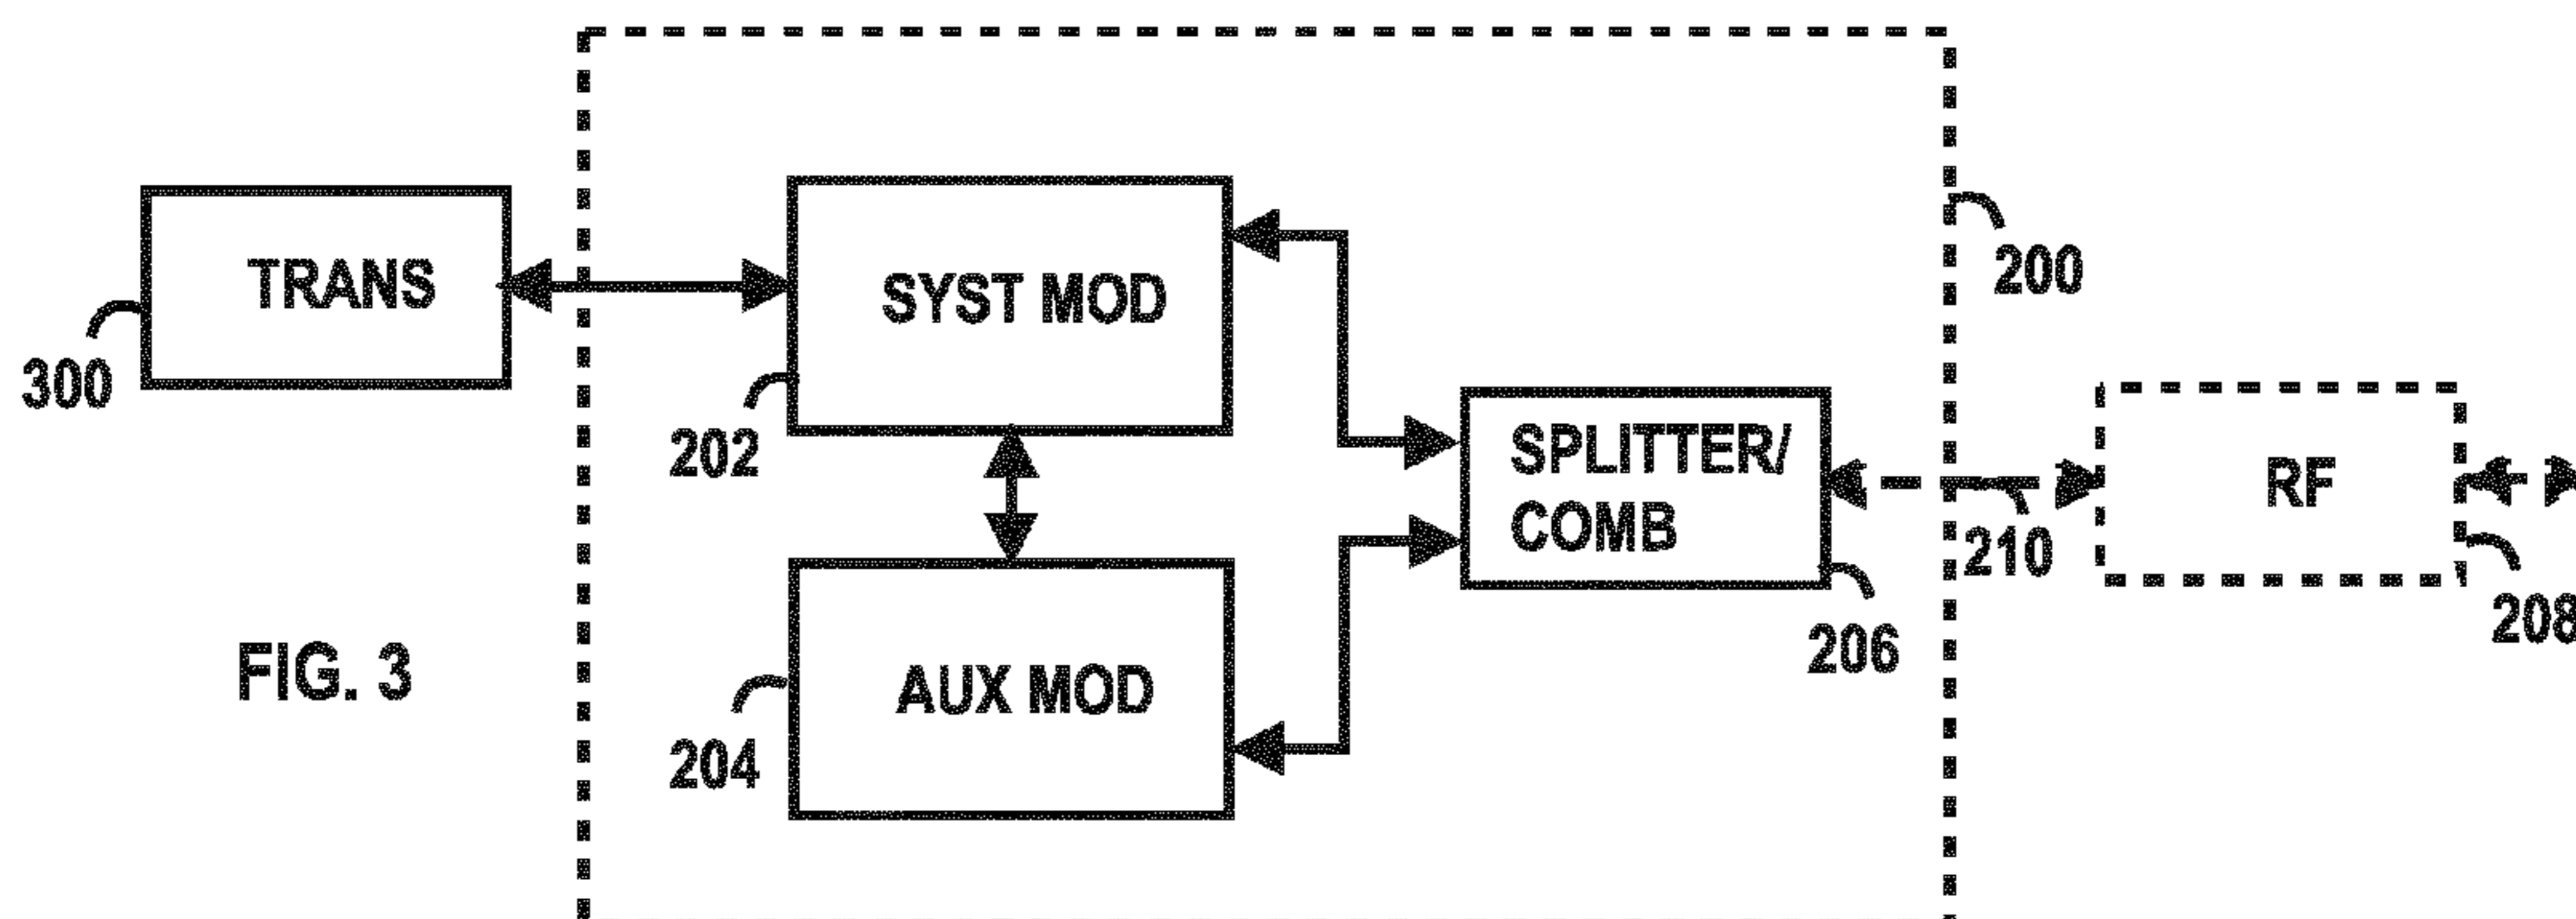 TRANS
300
SYST MOD
202
AUX MOD
204
SPLITTER/
COMB
206
200
210
RF
208
FIG. 3